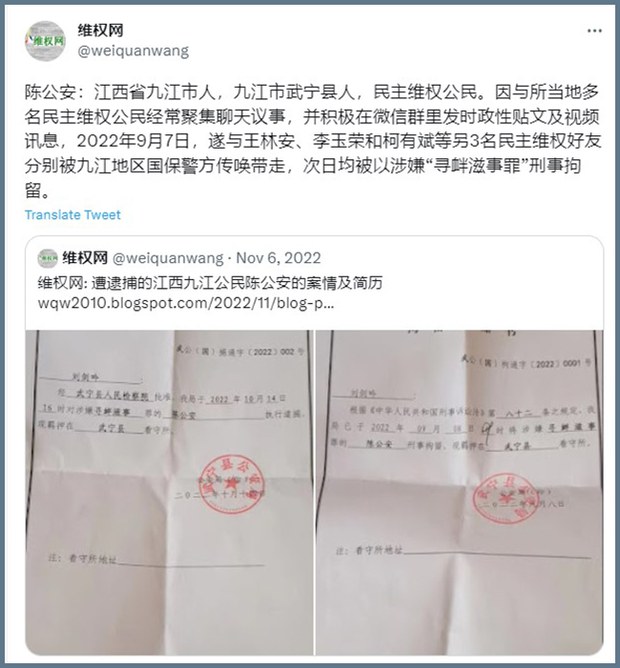 维权网
@weiquanwang
陈公安：江西省九江市人，九江市武宁县人，民主维权公民。因与所当地多
名民主维权公民经常聚集聊天议事，并积极在微信群里发时政性贴文及视频
讯息，2022年9月7日，遂与王林安、李玉荣和柯有斌等另3名民主维权好友
分别被九江地区国保警方传唤带走，次日均被以涉嫌“寻衅滋事罪”刑事拘
留。
Translate Tweet
维权网 @weiquanwang · Nov 6, 2022
维权网: 遭逮捕的江西九江公民陈公安的案情及简历
wqw2010.blogspot.com/2022/11/blog-p...
武公（国）捕通字〔2022〕002号
刘剑吟：
经 武宁县人民检察院 批准，我局于 2022 年 10 月 14 日
16 时对涉嫌 寻衅滋事 罪的 陈公安 执行逮捕，
现羁押在 武宁县 看守所。
武宁县公安局
注：看守所地址
武公（国）拘通字〔2022〕0001号
刘剑吟：
根据《中华人民共和国刑事诉讼法》第 八十二 条之规定，我
局已于 2022 年 09 月 08 日 时将涉嫌 寻衅滋事
罪的 陈公安 刑事拘留，现羁押在 武宁县 看守所。
二〇二二年九月八日
注：看守所地址